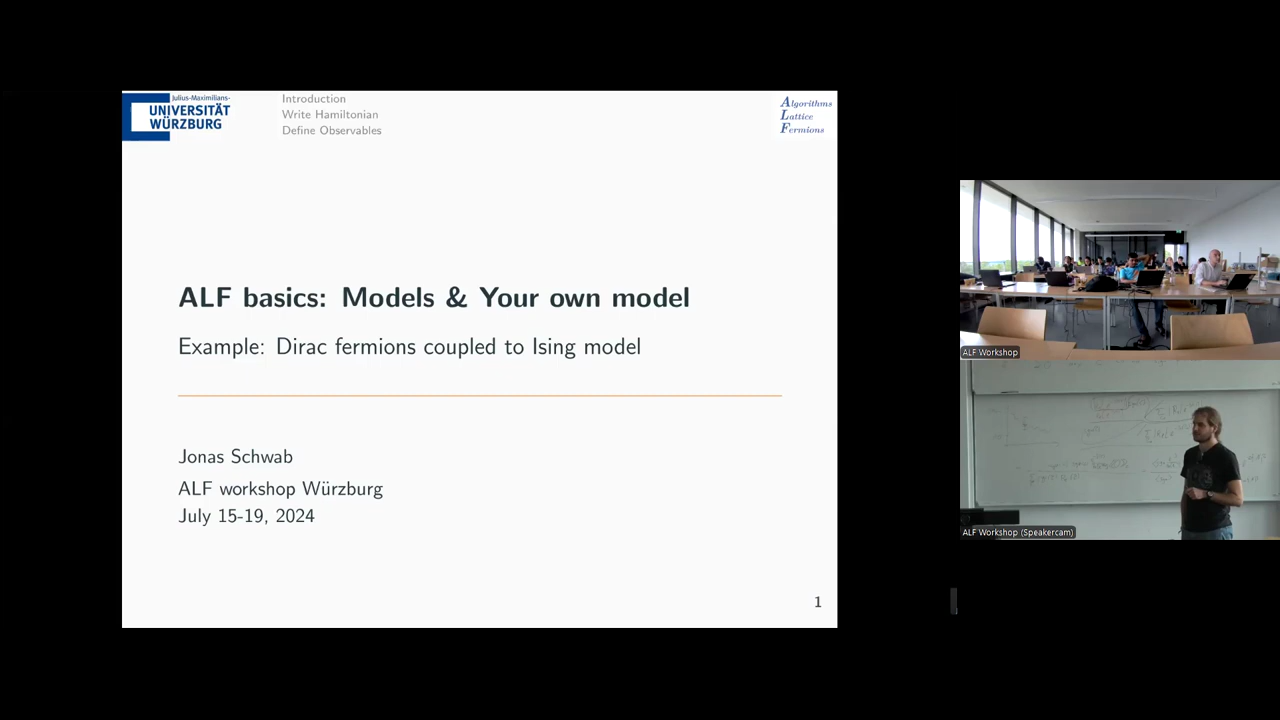 Julius-Maximilians-
UNIVERSITÄT
WÜRZBURG
Introduction
Write Hamiltonian
Define Observables
Algorithms
Lattice
Fermions
ALF basics: Models & Your own model
Example: Dirac fermions coupled to Ising model
Jonas Schwab
ALF workshop Würzburg
July 15-19, 2024
1
ALF Workshop
ALF Workshop (Speakercam)